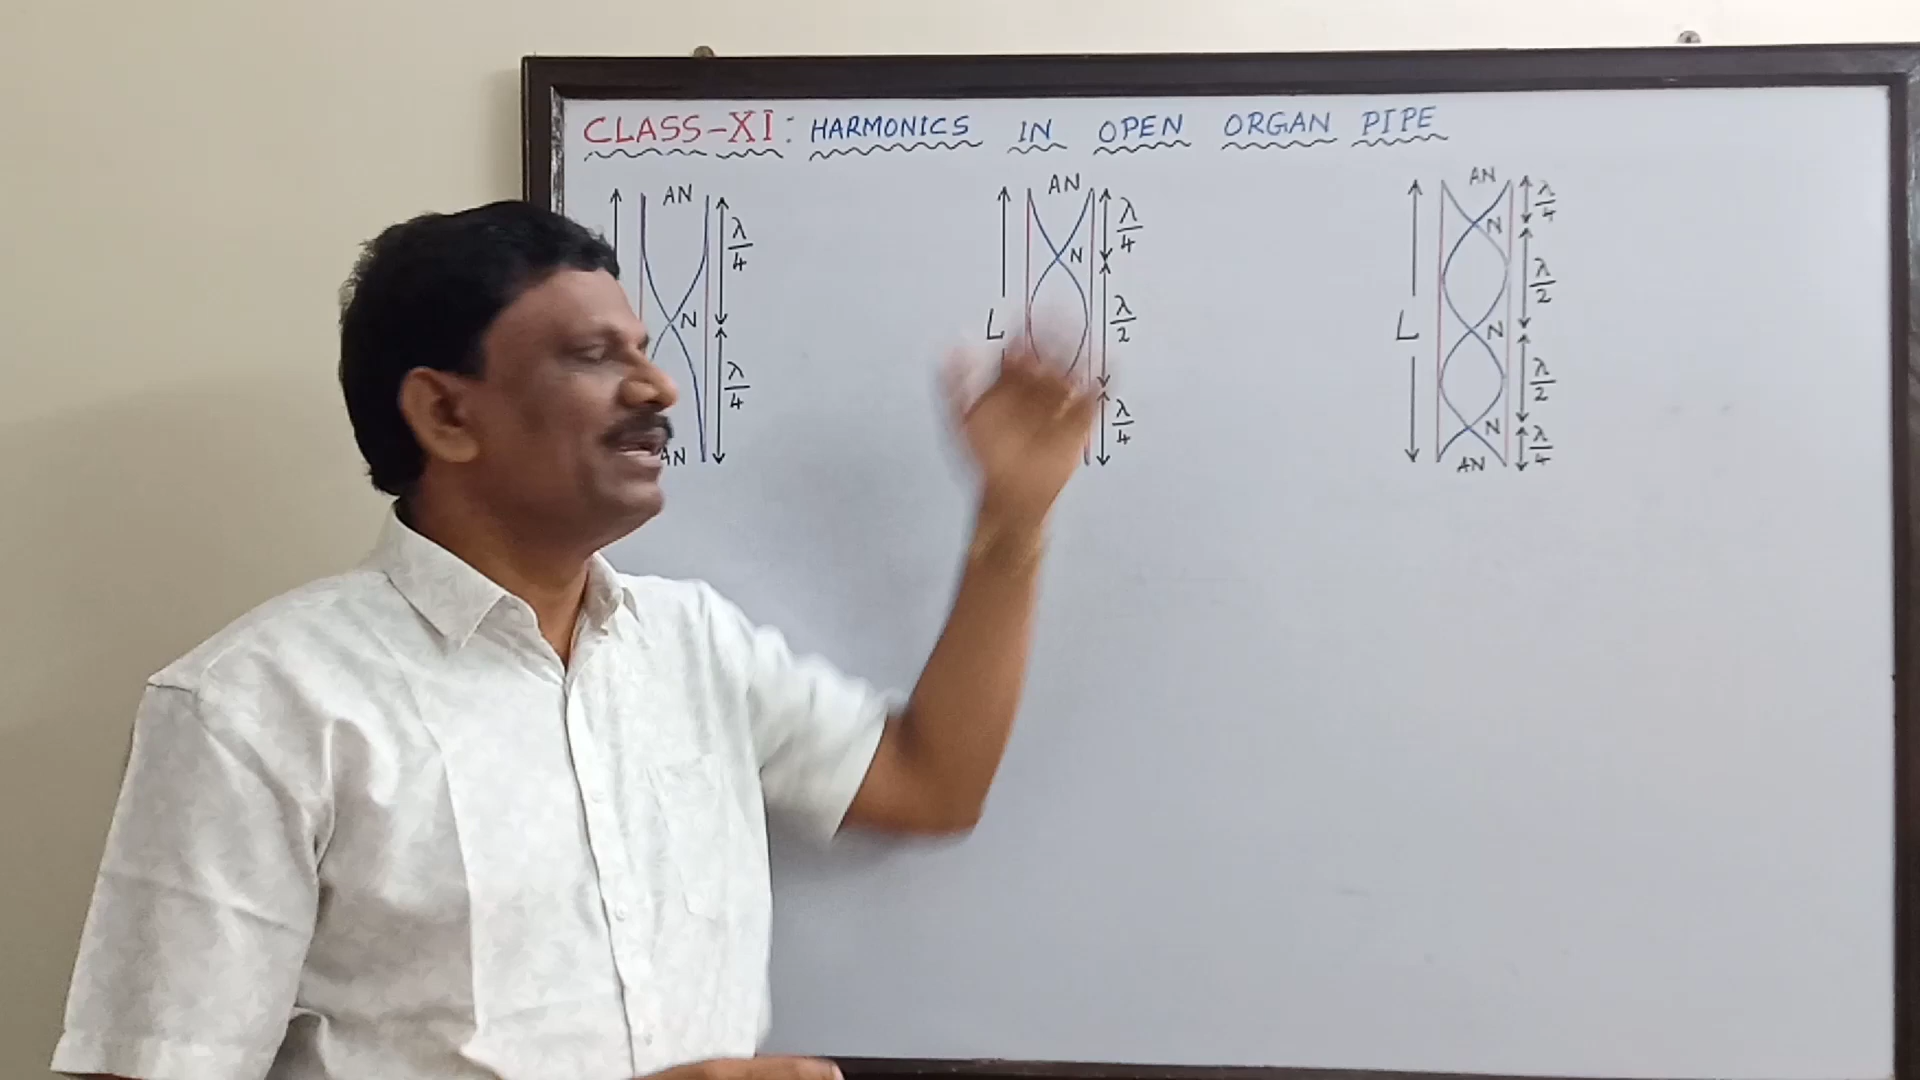 CLASS-XI: HARMONICS IN OPEN ORGAN PIPE
AN
λ/4
N
λ/4
AN
AN
λ/4
N
L
λ/2
λ/4
AN
λ/4
N
λ/2
L
N
λ/2
N
λ/4
AN